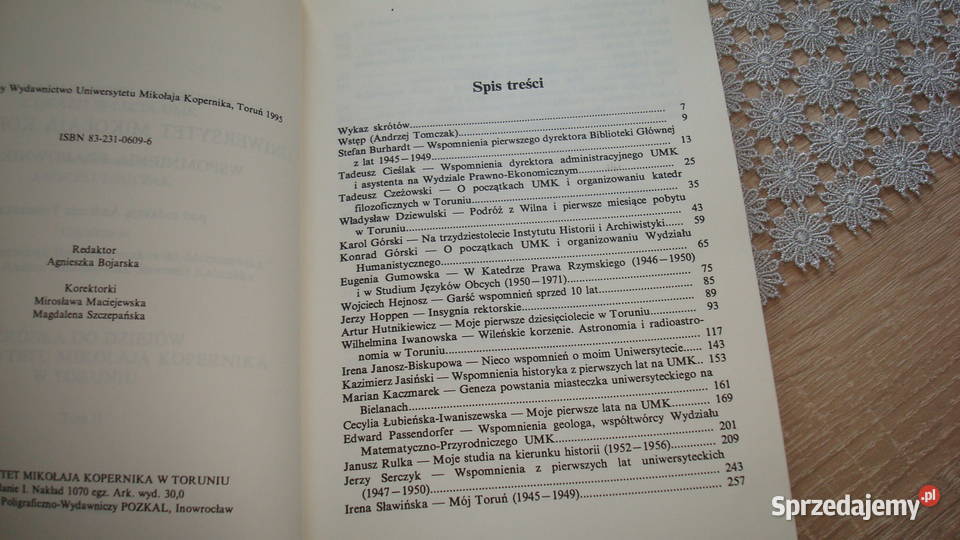 y Wydawnictwo Uniwersytetu Mikołaja Kopernika, Toruń 1995
ISBN 83-231-0609-6
Redaktor
Agnieszka Bojarska
Korektorki
Mirosława Maciejewska
Magdalena Szczepańska
TET MIKOŁAJA KOPERNIKA W TORUNIU
danie I. Nakład 1070 egz. Ark. wyd. 30,0
Poligraficzno-Wydawniczy POZKAL, Inowrocław
Spis treści
Wykaz skrótów 7
Wstęp (Andrzej Tomczak) 9
Stefan Burhardt — Wspomnienia pierwszego dyrektora Biblioteki Głównej
z lat 1945–1949 13
Tadeusz Cieślak — Wspomnienia dyrektora administracyjnego UMK
i asystenta na Wydziale Prawno-Ekonomicznym 25
Tadeusz Czeżowski — O początkach UMK i organizowaniu katedr
filozoficznych w Toruniu 35
Władysław Dziewulski — Podróż z Wilna i pierwsze miesiące pobytu
w Toruniu 43
Karol Górski — Na trzydziestolecie Instytutu Historii i Archiwistyki 59
Konrad Górski — O początkach UMK i organizowaniu Wydziału
Humanistycznego 65
Eugenia Gumowska — W Katedrze Prawa Rzymskiego (1946–1950)
i w Studium Języków Obcych (1950–1971) 75
Wojciech Hejnosz — Garść wspomnień sprzed 10 lat 85
Jerzy Hoppen — Insygnia rektorskie 89
Artur Hutnikiewicz — Moje pierwsze dziesięciolecie w Toruniu 93
Wilhelmina Iwanowska — Wileńskie korzenie. Astronomia i radioastro-
nomia w Toruniu 117
Irena Janosz-Biskupowa — Nieco wspomnień o moim Uniwersytecie 143
Kazimierz Jasiński — Wspomnienia historyka z pierwszych lat na UMK 153
Marian Kaczmarek — Geneza powstania miasteczka uniwersyteckiego na
Bielanach 161
Cecylia Łubieńska-Iwaniszewska — Moje pierwsze lata na UMK 169
Edward Passendorfer — Wspomnienia geologa, współtwórcy Wydziału
Matematyczno-Przyrodniczego UMK 201
Janusz Rulka — Moje studia na kierunku historii (1952–1956) 209
Jerzy Serczyk — Wspomnienia z pierwszych lat uniwersyteckich
(1947–1950) 243
Irena Sławińska — Mój Toruń (1945–1949) 257
Sprzedajemy.pl